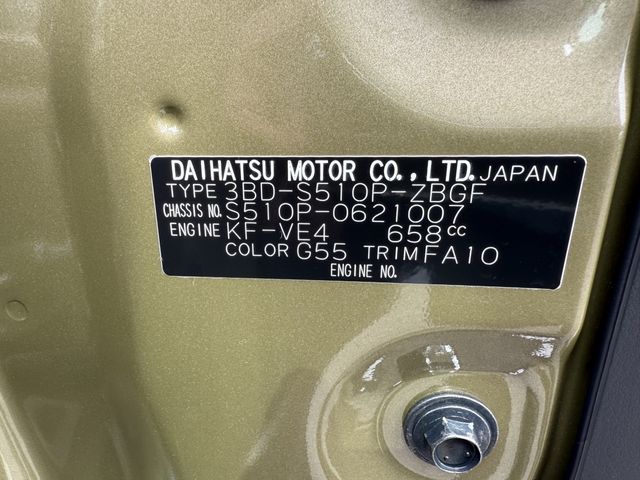 DAIHATSU MOTOR CO., LTD. JAPAN
TYPE 3BD-S510P-ZBGF
CHASSIS NO. S510P-0621007
ENGINE KF-VE4 658CC
COLOR G55 TRIM FA10
ENGINE NO.